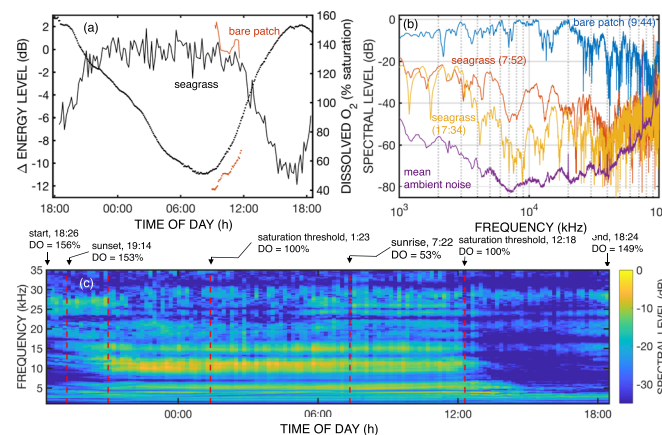 (a)
bare patch
seagrass
2
0
-2
-4
-6
-8
-10
-12
Δ ENERGY LEVEL (dB)
160
140
120
100
80
60
40
DISSOLVED O2 (% saturation)
18:00 00:00 06:00 12:00 18:00
TIME OF DAY (h)
(b)
bare patch (9:44)
seagrass (7:52)
seagrass
(17:34)
mean
ambient noise
0
-20
-40
-60
-80
SPECTRAL LEVEL (dB)
10^3 10^4 10
FREQUENCY (kHz)
start, 18:26
DO = 156%
sunset, 19:14
DO = 153%
saturation threshold, 1:23
DO = 100%
sunrise, 7:22
DO = 53%
saturation threshold, 12:18
DO = 100%
end, 18:24
DO = 149%
(c)
35
30
25
20
15
10
5
FREQUENCY (kHz)
00:00 06:00 12:00 18:00
TIME OF DAY (h)
0
-10
-20
-30
SPECTRAL LEVEL (dB)